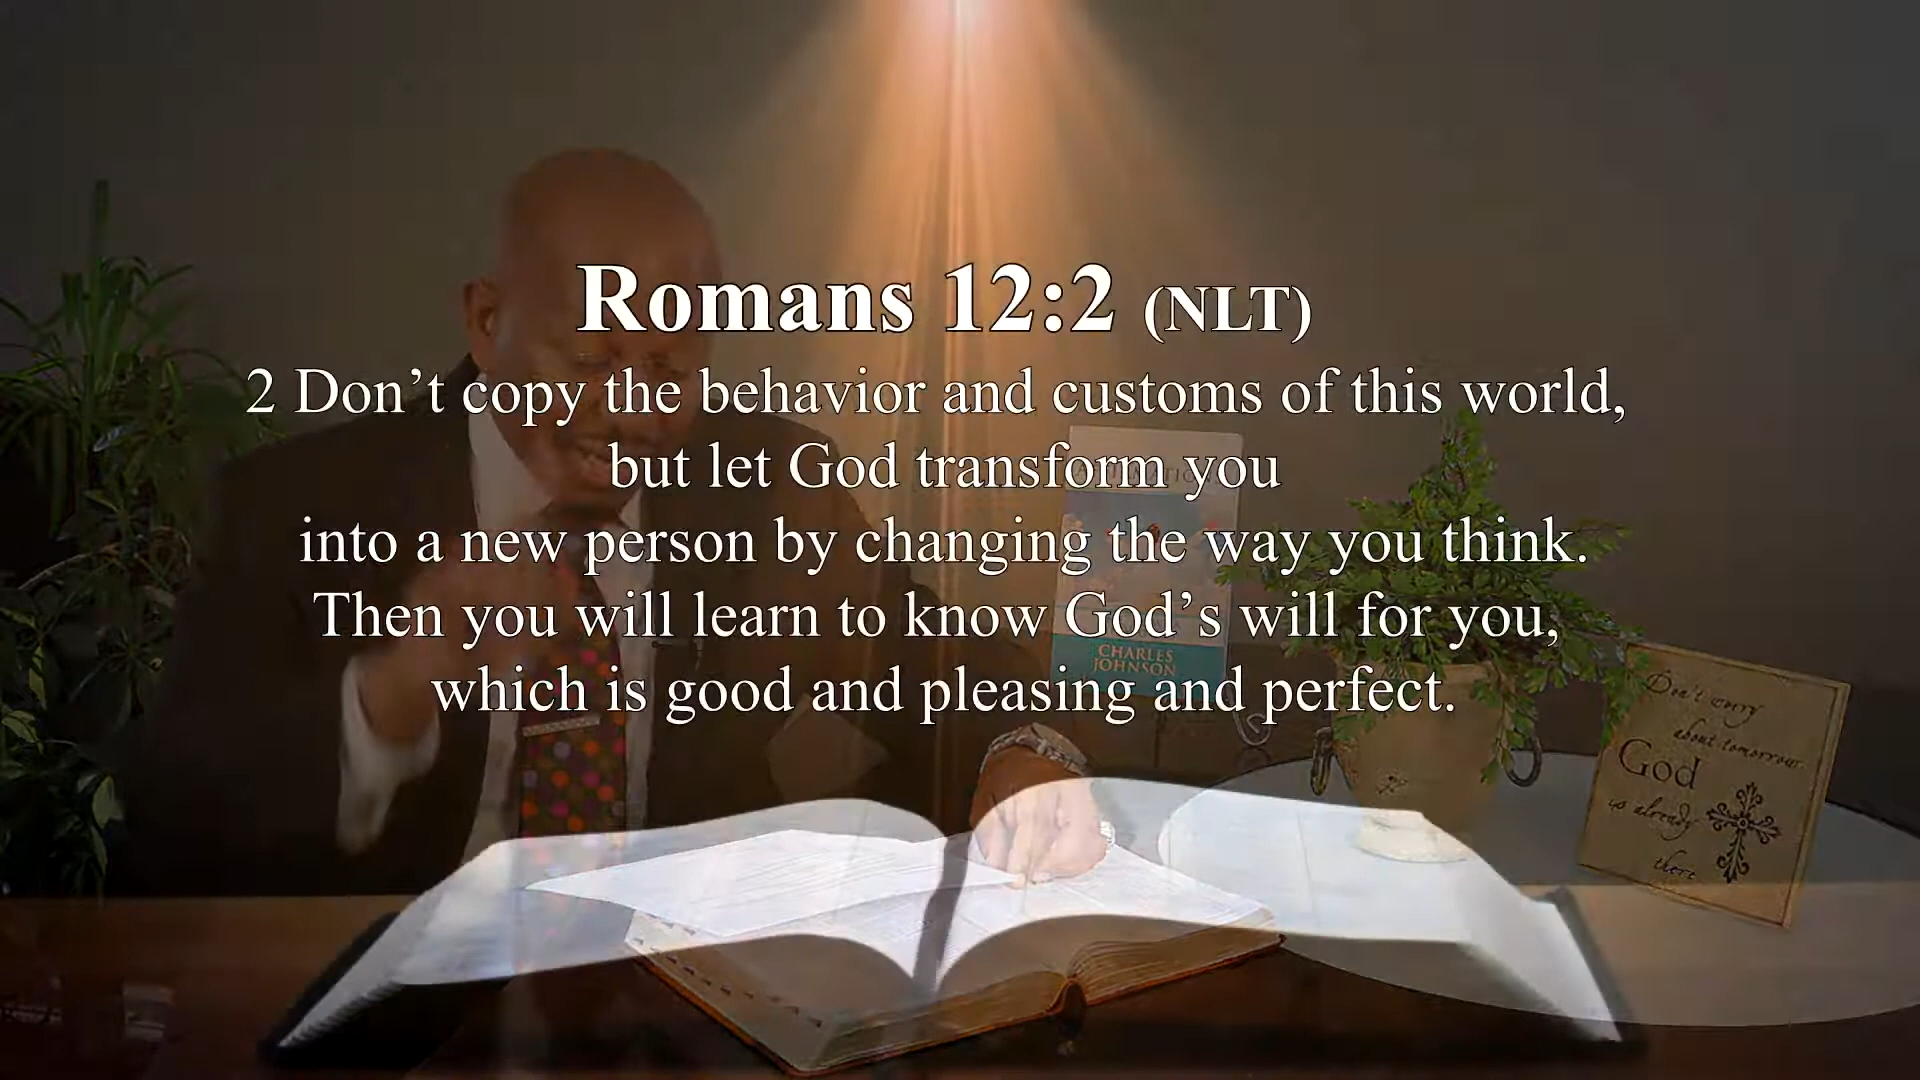 Romans 12:2 (NLT)
2 Don’t copy the behavior and customs of this world,
but let God transform you
into a new person by changing the way you think.
Then you will learn to know God’s will for you,
which is good and pleasing and perfect.
CHARLES
JOHNSON
Don't worry
about tomorrow.
God
is already
there